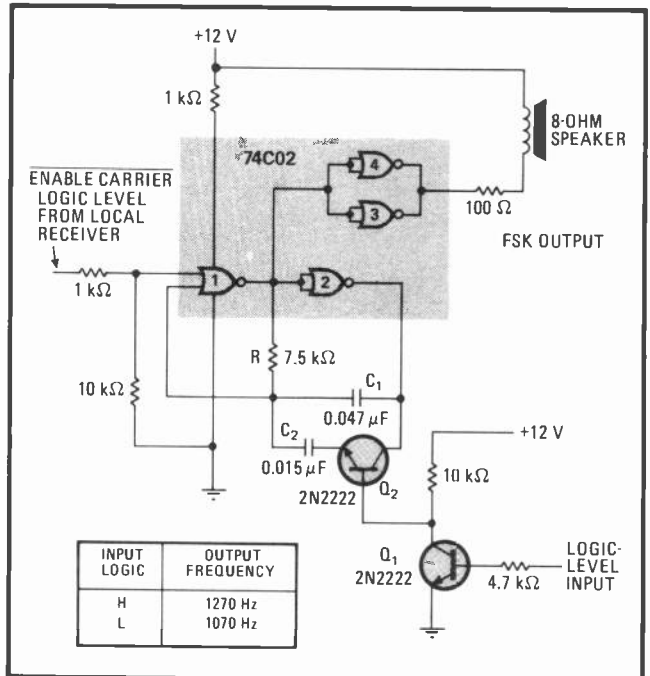 +12 V
1 kΩ
74C02
4
3
8-OHM
SPEAKER
100 Ω
FSK OUTPUT
ENABLE CARRIER
LOGIC LEVEL
FROM LOCAL
RECEIVER
1 kΩ
1
2
10 kΩ
R 7.5 kΩ
C₁
0.047 µF
C₂
0.015 µF
Q₂
2N2222
+12 V
10 kΩ
Q₁
2N2222
4.7 kΩ
LOGIC-
LEVEL
INPUT
INPUT LOGIC
OUTPUT FREQUENCY
H 1270 Hz
L 1070 Hz